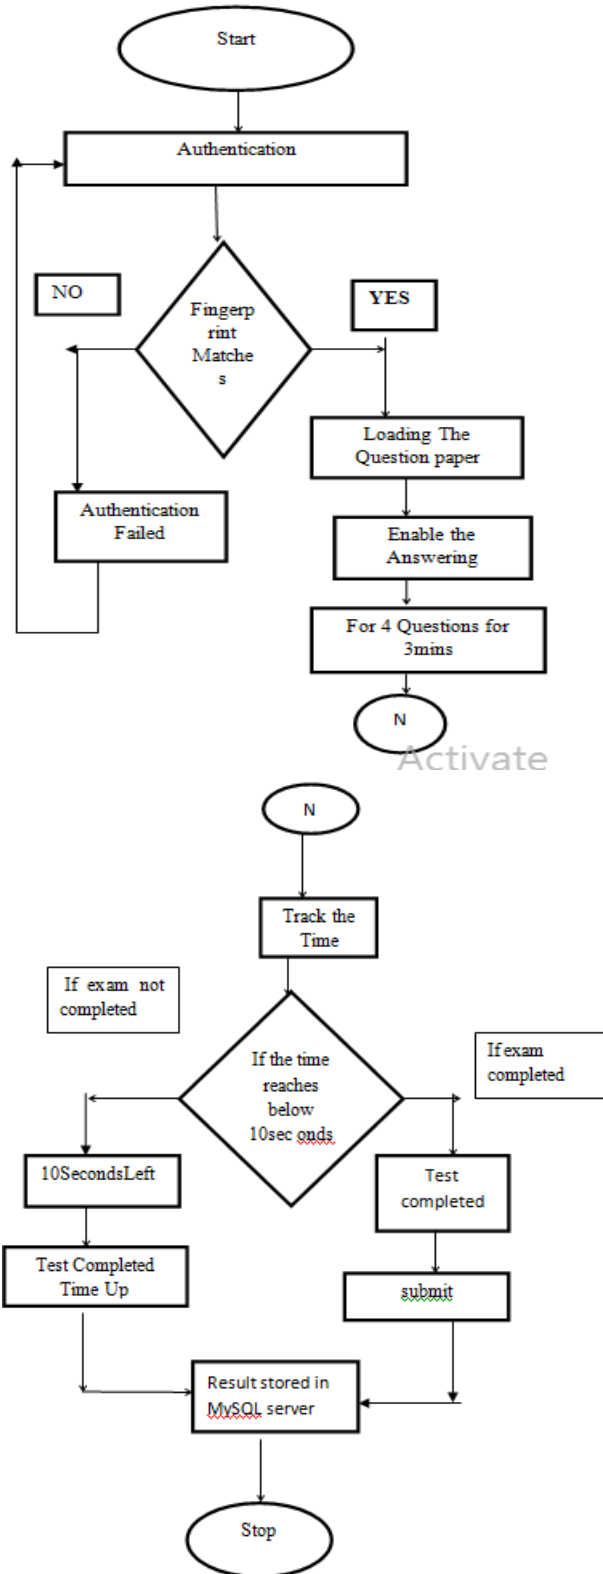 Start
Authentication
NO
YES
Fingerp
rint
Matche
s
Loading The
Question paper
Authentication
Failed
Enable the
Answering
For 4 Questions for
3mins
N
Activate
N
Track the
Time
If exam not
completed
If the time
reaches
below
10sec onds
If exam
completed
10SecondsLeft
Test
completed
Test Completed
Time Up
submit
Result stored in
MySQL server
Stop